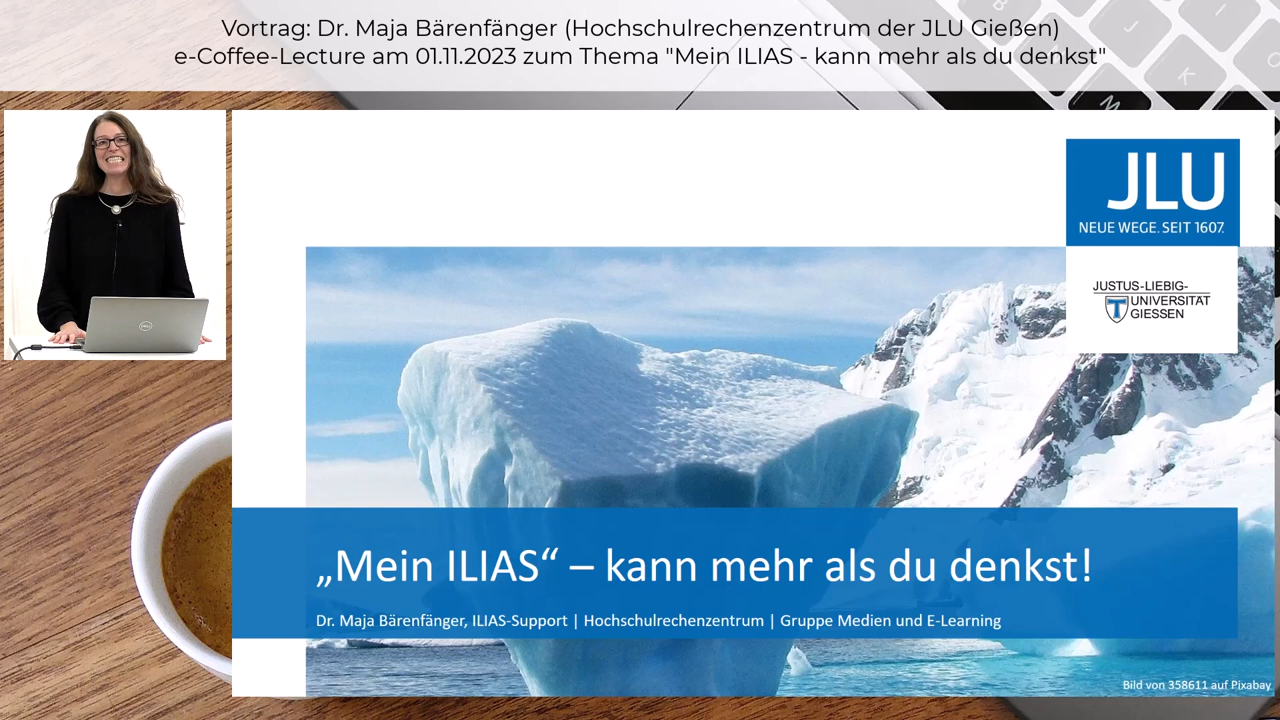 Vortrag: Dr. Maja Bärenfänger (Hochschulrechenzentrum der JLU Gießen)
e-Coffee-Lecture am 01.11.2023 zum Thema "Mein ILIAS - kann mehr als du denkst"
JLU
NEUE WEGE. SEIT 1607.
JUSTUS-LIEBIG-
UNIVERSITAT
GIESSEN
DELL
„Mein ILIAS“ – kann mehr als du denkst!
Dr. Maja Bärenfänger, ILIAS-Support | Hochschulrechenzentrum | Gruppe Medien und E-Learning
Bild von 358611 auf Pixabay